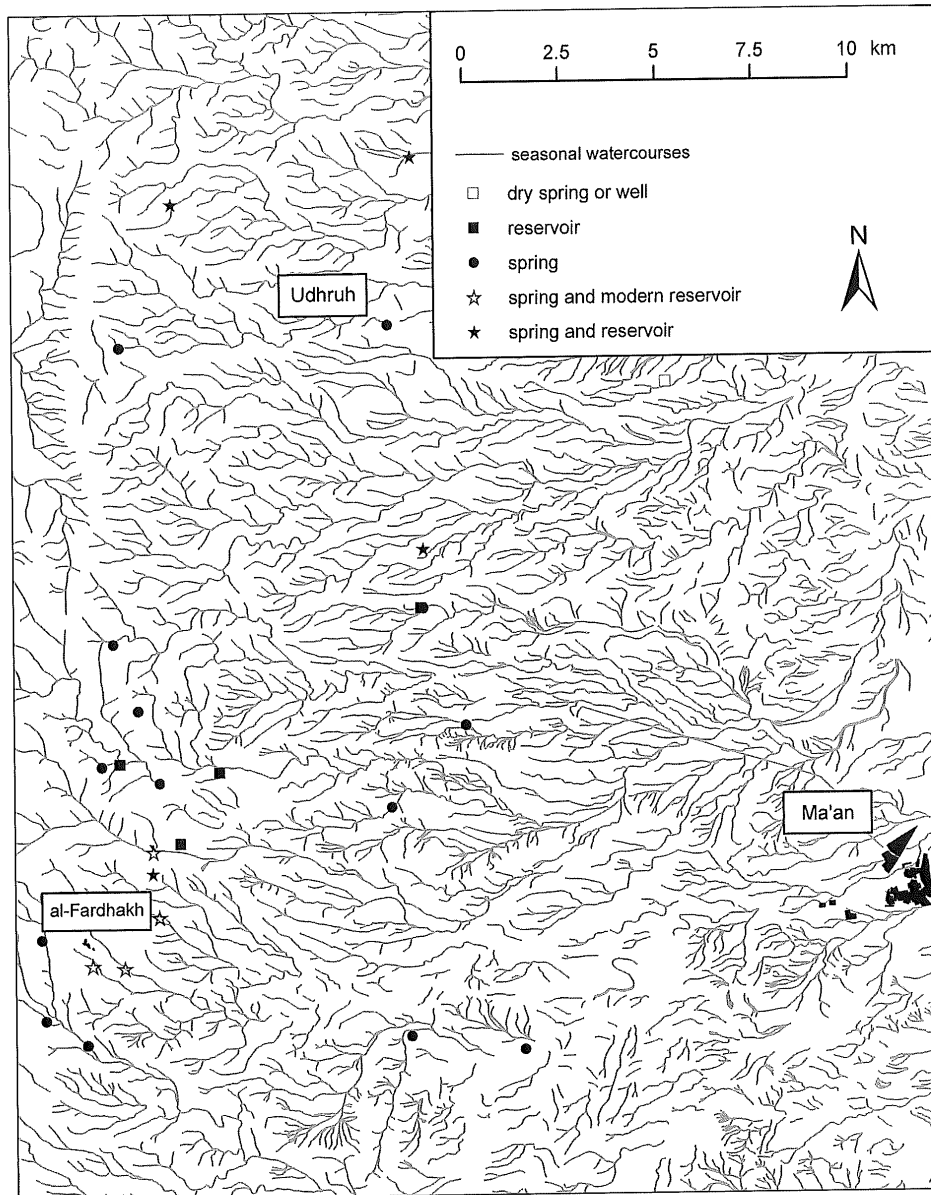 0 2.5 5 7.5 10 km
seasonal watercourses
dry spring or well
reservoir
N
spring
spring and modern reservoir
spring and reservoir
Udhruh
Ma'an
al-Fardhakh